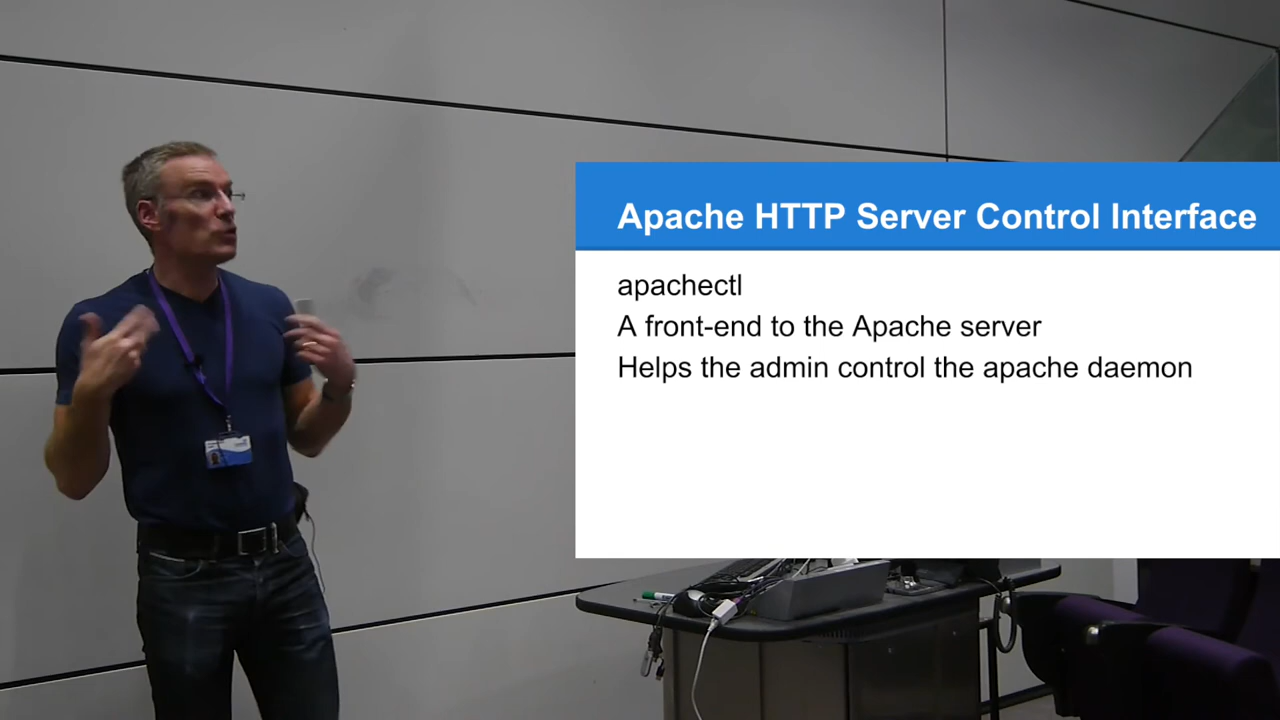 Apache HTTP Server Control Interface
apachectl
A front-end to the Apache server
Helps the admin control the apache daemon